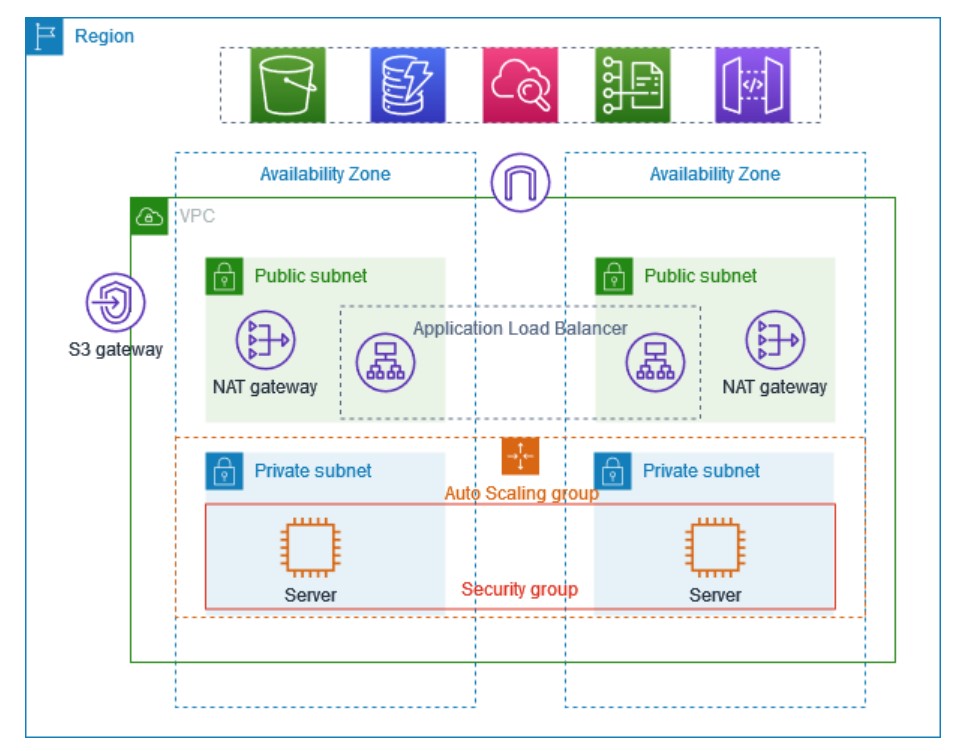 Region
Availability Zone
Availability Zone
VPC
Public subnet
Public subnet
Application Load Balancer
S3 gateway
NAT gateway
NAT gateway
Private subnet
Private subnet
Auto Scaling group
Security group
Server
Server